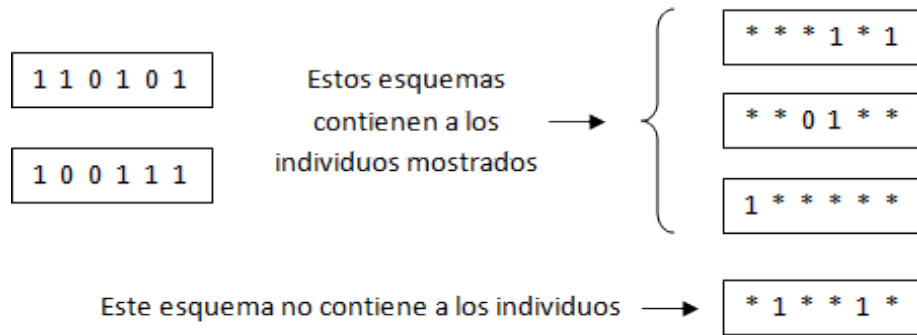 1 1 0 1 0 1
1 0 0 1 1 1
Estos esquemas
contienen a los
individuos mostrados
* * * 1 * 1
* * 0 1 * *
1 * * * * *
Este esquema no contiene a los individuos
* 1 * * 1 *